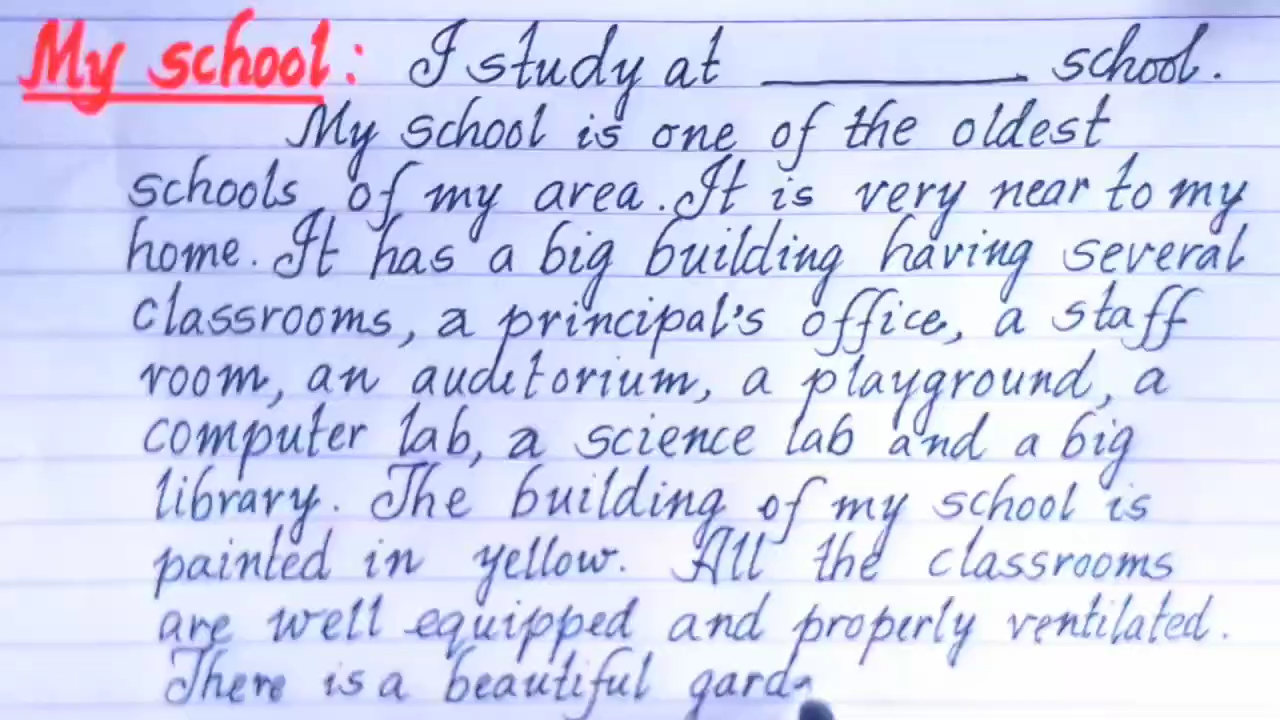 My school: I study at ________ school.
My school is one of the oldest
schools of my area. It is very near to my
home. It has a big building having several
classrooms, a principal's office, a staff
room, an auditorium, a playground, a
computer lab, a science lab and a big
library. The building of my school is
painted in yellow. All the classrooms
are well equipped and properly ventilated.
There is a beautiful gard